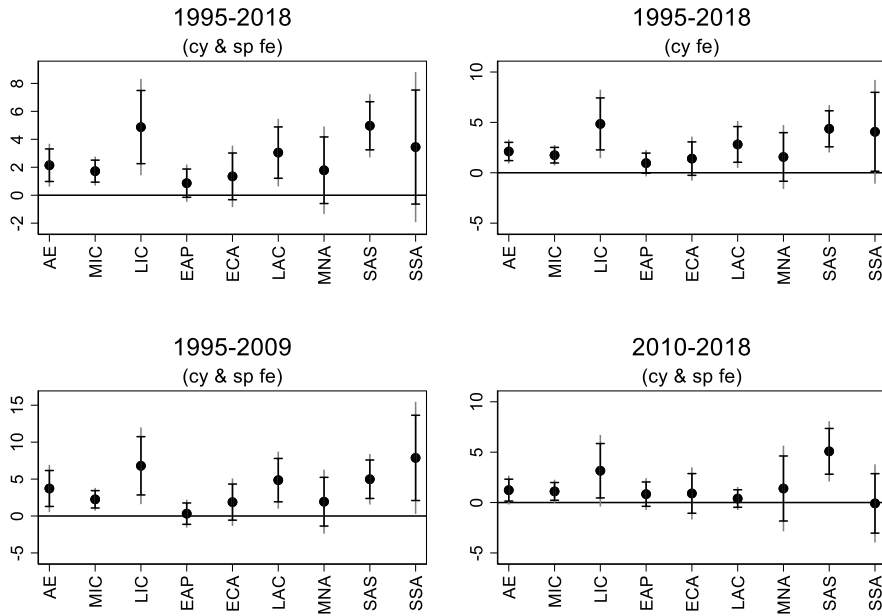 1995-2018
(cy & sp fe)
8
6
4
2
0
-2
AE MIC LIC EAP ECA LAC MNA SAS SSA
1995-2018
(cy fe)
10
5
0
-5
AE MIC LIC EAP ECA LAC MNA SAS SSA
1995-2009
(cy & sp fe)
15
10
5
0
-5
AE MIC LIC EAP ECA LAC MNA SAS SSA
2010-2018
(cy & sp fe)
10
5
0
-5
AE MIC LIC EAP ECA LAC MNA SAS SSA